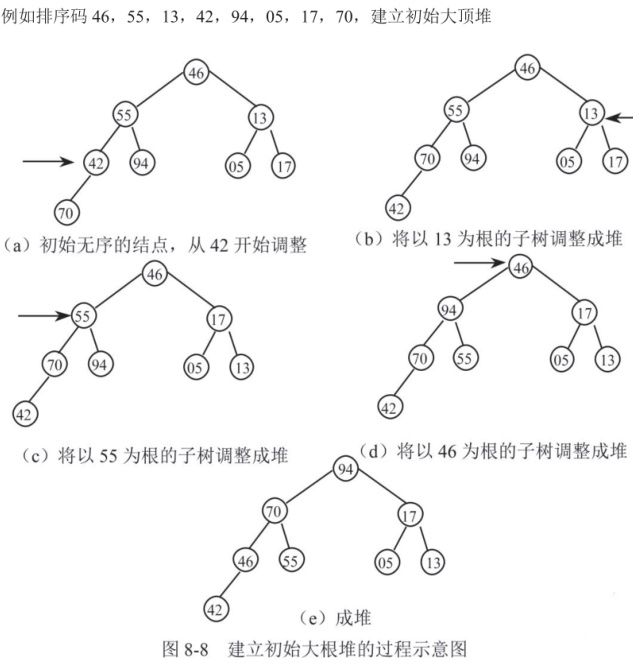 例如排序码 46，55，13，42，94，05，17，70，建立初始大顶堆
46
55 13
42 94 05 17
70
（a）初始无序的结点，从 42 开始调整
46
55 13
70 94 05 17
42
（b）将以 13 为根的子树调整成堆
46
55 17
70 94 05 13
42
（c）将以 55 为根的子树调整成堆
46
94 17
70 55 05 13
42
（d）将以 46 为根的子树调整成堆
94
70 17
46 55 05 13
42
（e）成堆
图 8-8 建立初始大根堆的过程示意图